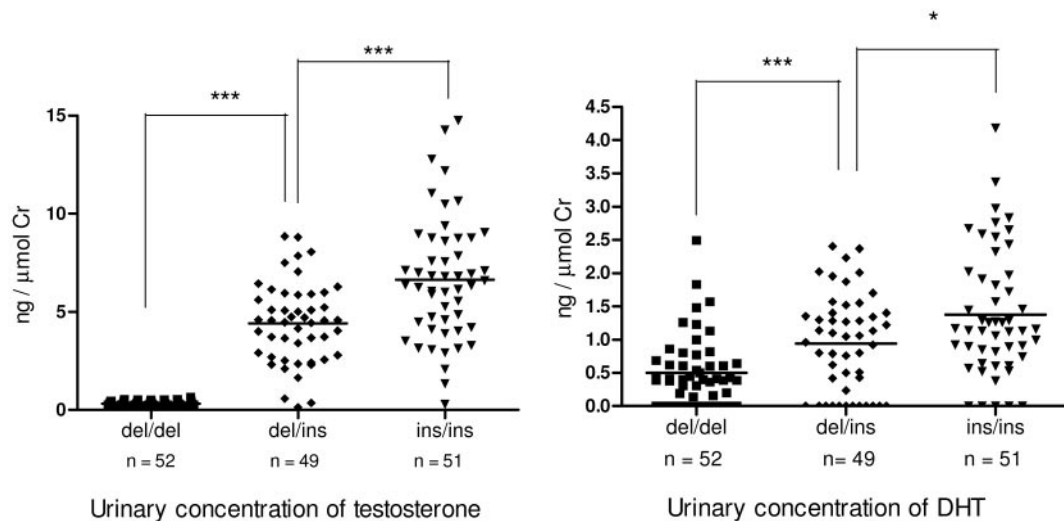 ***
***
ng / μmol Cr
15
10
5
0
del/del
del/ins
ins/ins
n = 52
n = 49
n = 51
Urinary concentration of testosterone
*
***
ng / μmol Cr
4.5
4.0
3.5
3.0
2.5
2.0
1.5
1.0
0.5
0.0
del/del
del/ins
ins/ins
n = 52
n= 49
n = 51
Urinary concentration of DHT